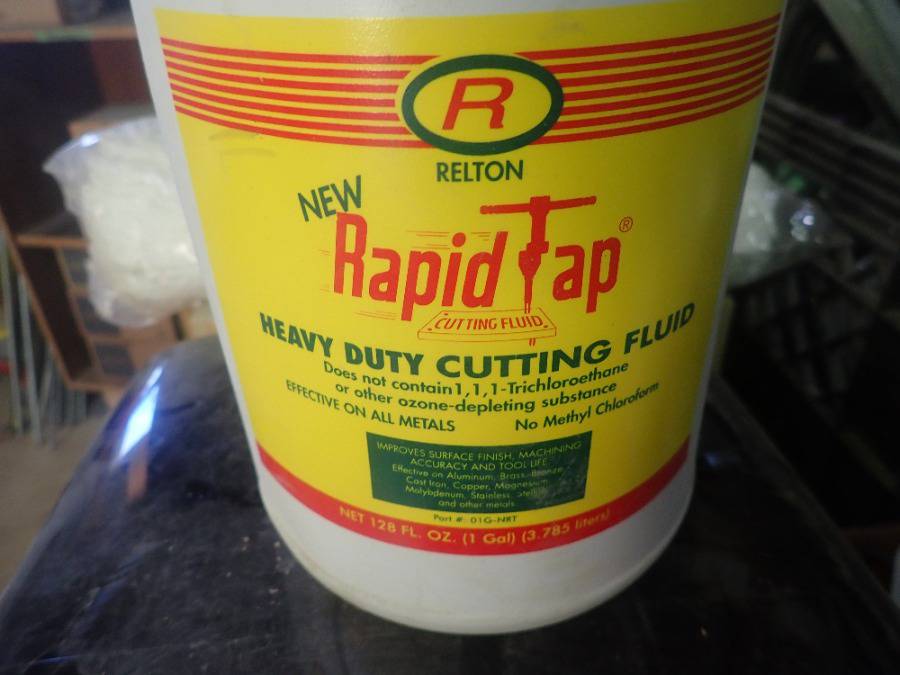 R
RELTON
NEW
Rapid Tap®
CUTTING FLUID
HEAVY DUTY CUTTING FLUID
Does not contain 1,1,1-Trichloroethane
or other ozone-depleting substance
EFFECTIVE ON ALL METALS No Methyl Chloroform
IMPROVES SURFACE FINISH, MACHINING
ACCURACY AND TOOL LIFE
Effective on Aluminum, Brass, Bronze
Cast Iron, Copper, Magnesium
Molybdenum, Stainless,
and other metals
Part #: 01G-NRT
NET 128 FL. OZ. (1 Gal) (3.785 liters)